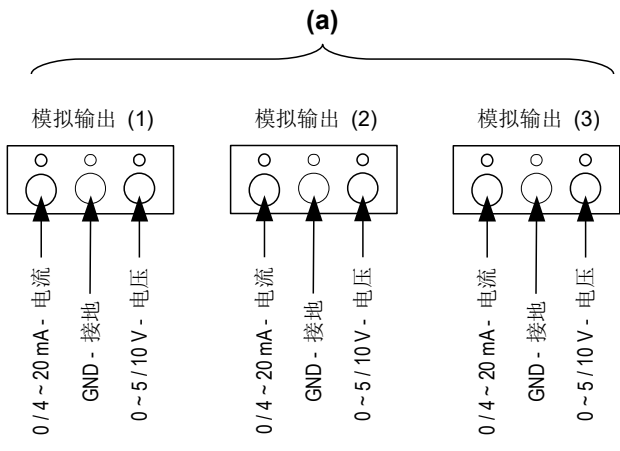 (a)
模拟输出 (1)
模拟输出 (2)
模拟输出 (3)
0 / 4 ~ 20 mA - 电流
GND - 接地
0 ~ 5 / 10 V - 电压
0 / 4 ~ 20 mA - 电流
GND - 接地
0 ~ 5 / 10 V - 电压
0 / 4 ~ 20 mA - 电流
GND - 接地
0 ~ 5 / 10 V - 电压